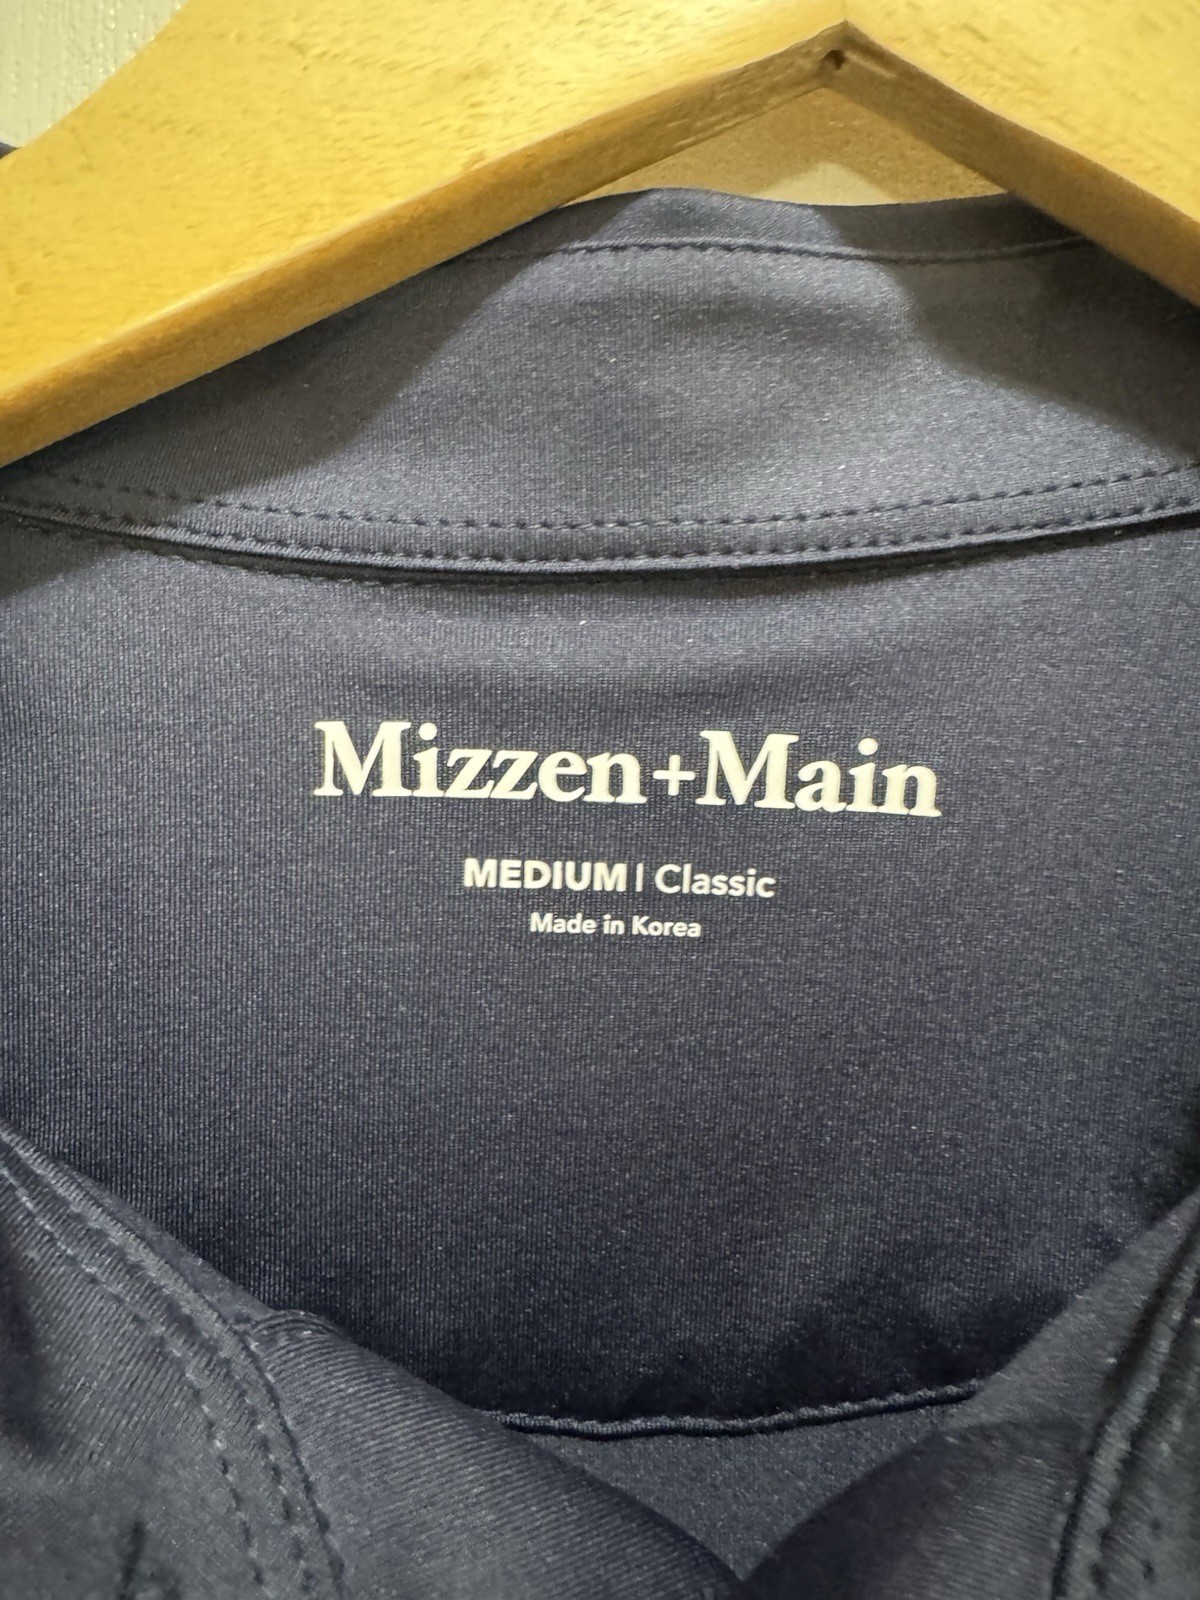 Mizzen+Main
MEDIUM | Classic
Made in Korea